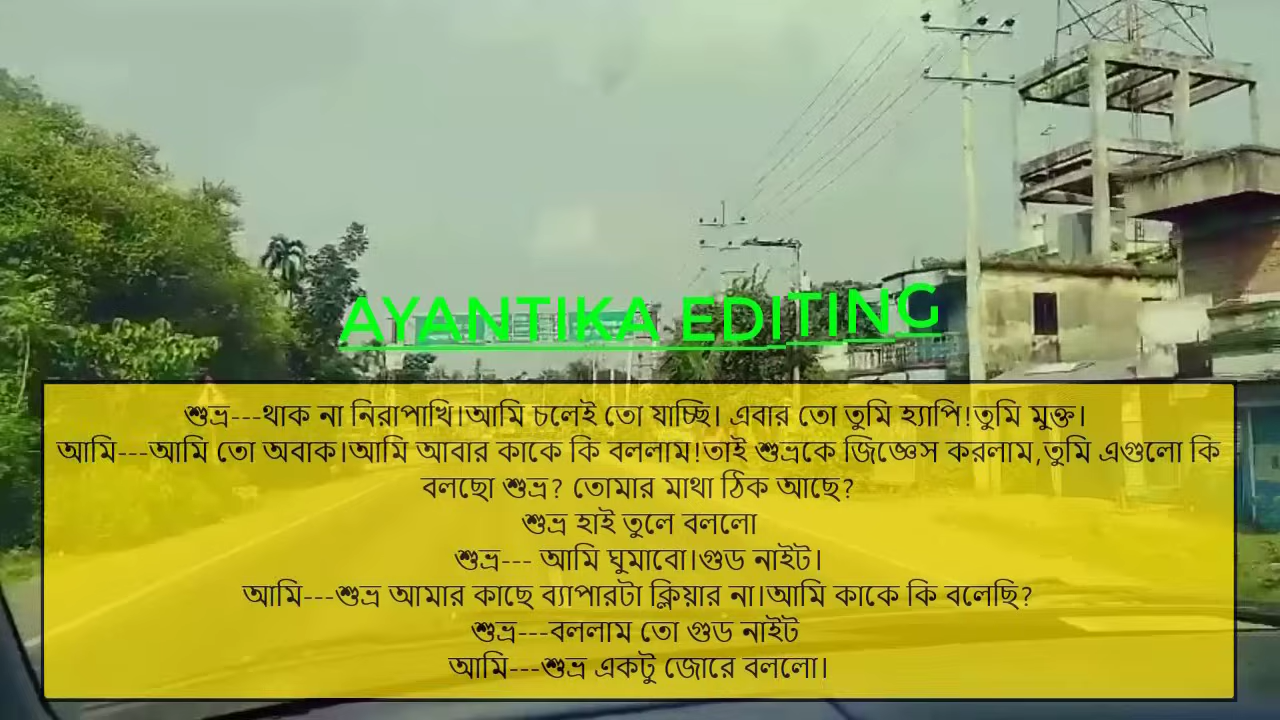 AYANTIKA EDITING
শুভ্র---থাক না নিরাপাখি।আমি চলেই তো যাচ্ছি। এবার তো তুমি হ্যাপি!তুমি মুক্ত।
আমি---আমি তো অবাক।আমি আবার কাকে কি বললাম!তাই শুভ্রকে জিজ্ঞেস করলাম,তুমি এগুলো কি
বলছো শুভ্র? তোমার মাথা ঠিক আছে?
শুভ্র হাই তুলে বললো
শুভ্র--- আমি ঘুমাবো।গুড নাইট।
আমি---শুভ্র আমার কাছে ব্যাপারটা ক্লিয়ার না।আমি কাকে কি বলেছি?
শুভ্র---বললাম তো গুড নাইট
আমি---শুভ্র একটু জোরে বললো।